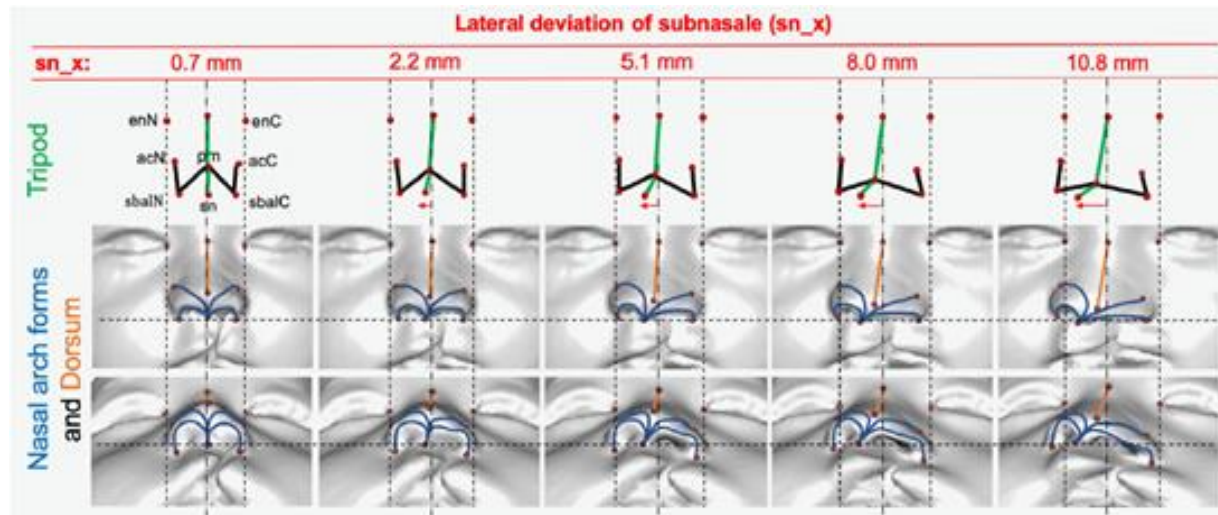 Lateral deviation of subnasale (sn_x)
sn_x: 0.7 mm 2.2 mm 5.1 mm 8.0 mm 10.8 mm
Tripod
enN enC
acN prn acC
sbalN sn sbalC
Nasal arch forms
and Dorsum